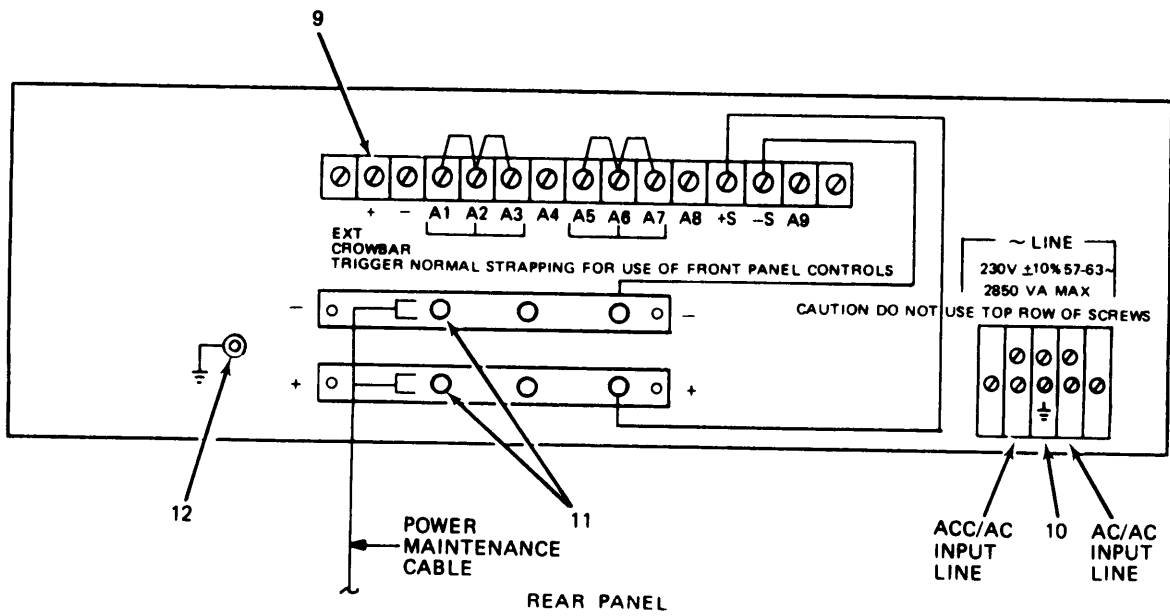 9
+ − A1 A2 A3 A4 A5 A6 A7 A8 +S −S A9
EXT
CROWBAR
TRIGGER NORMAL STRAPPING FOR USE OF FRONT PANEL CONTROLS
~ LINE
230V ±10% 57-63~
2850 VA MAX
CAUTION DO NOT USE TOP ROW OF SCREWS
− −
+ +
12
11
POWER
MAINTENANCE
CABLE
ACC/AC
INPUT
LINE
10
AC/AC
INPUT
LINE
REAR PANEL